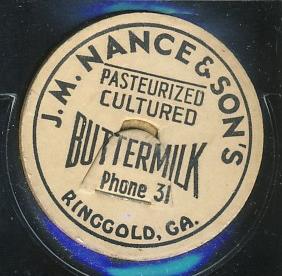 J.M. NANCE & SON'S
PASTEURIZED
CULTURED
BUTTERMILK
Phone 31
RINGGOLD, GA.